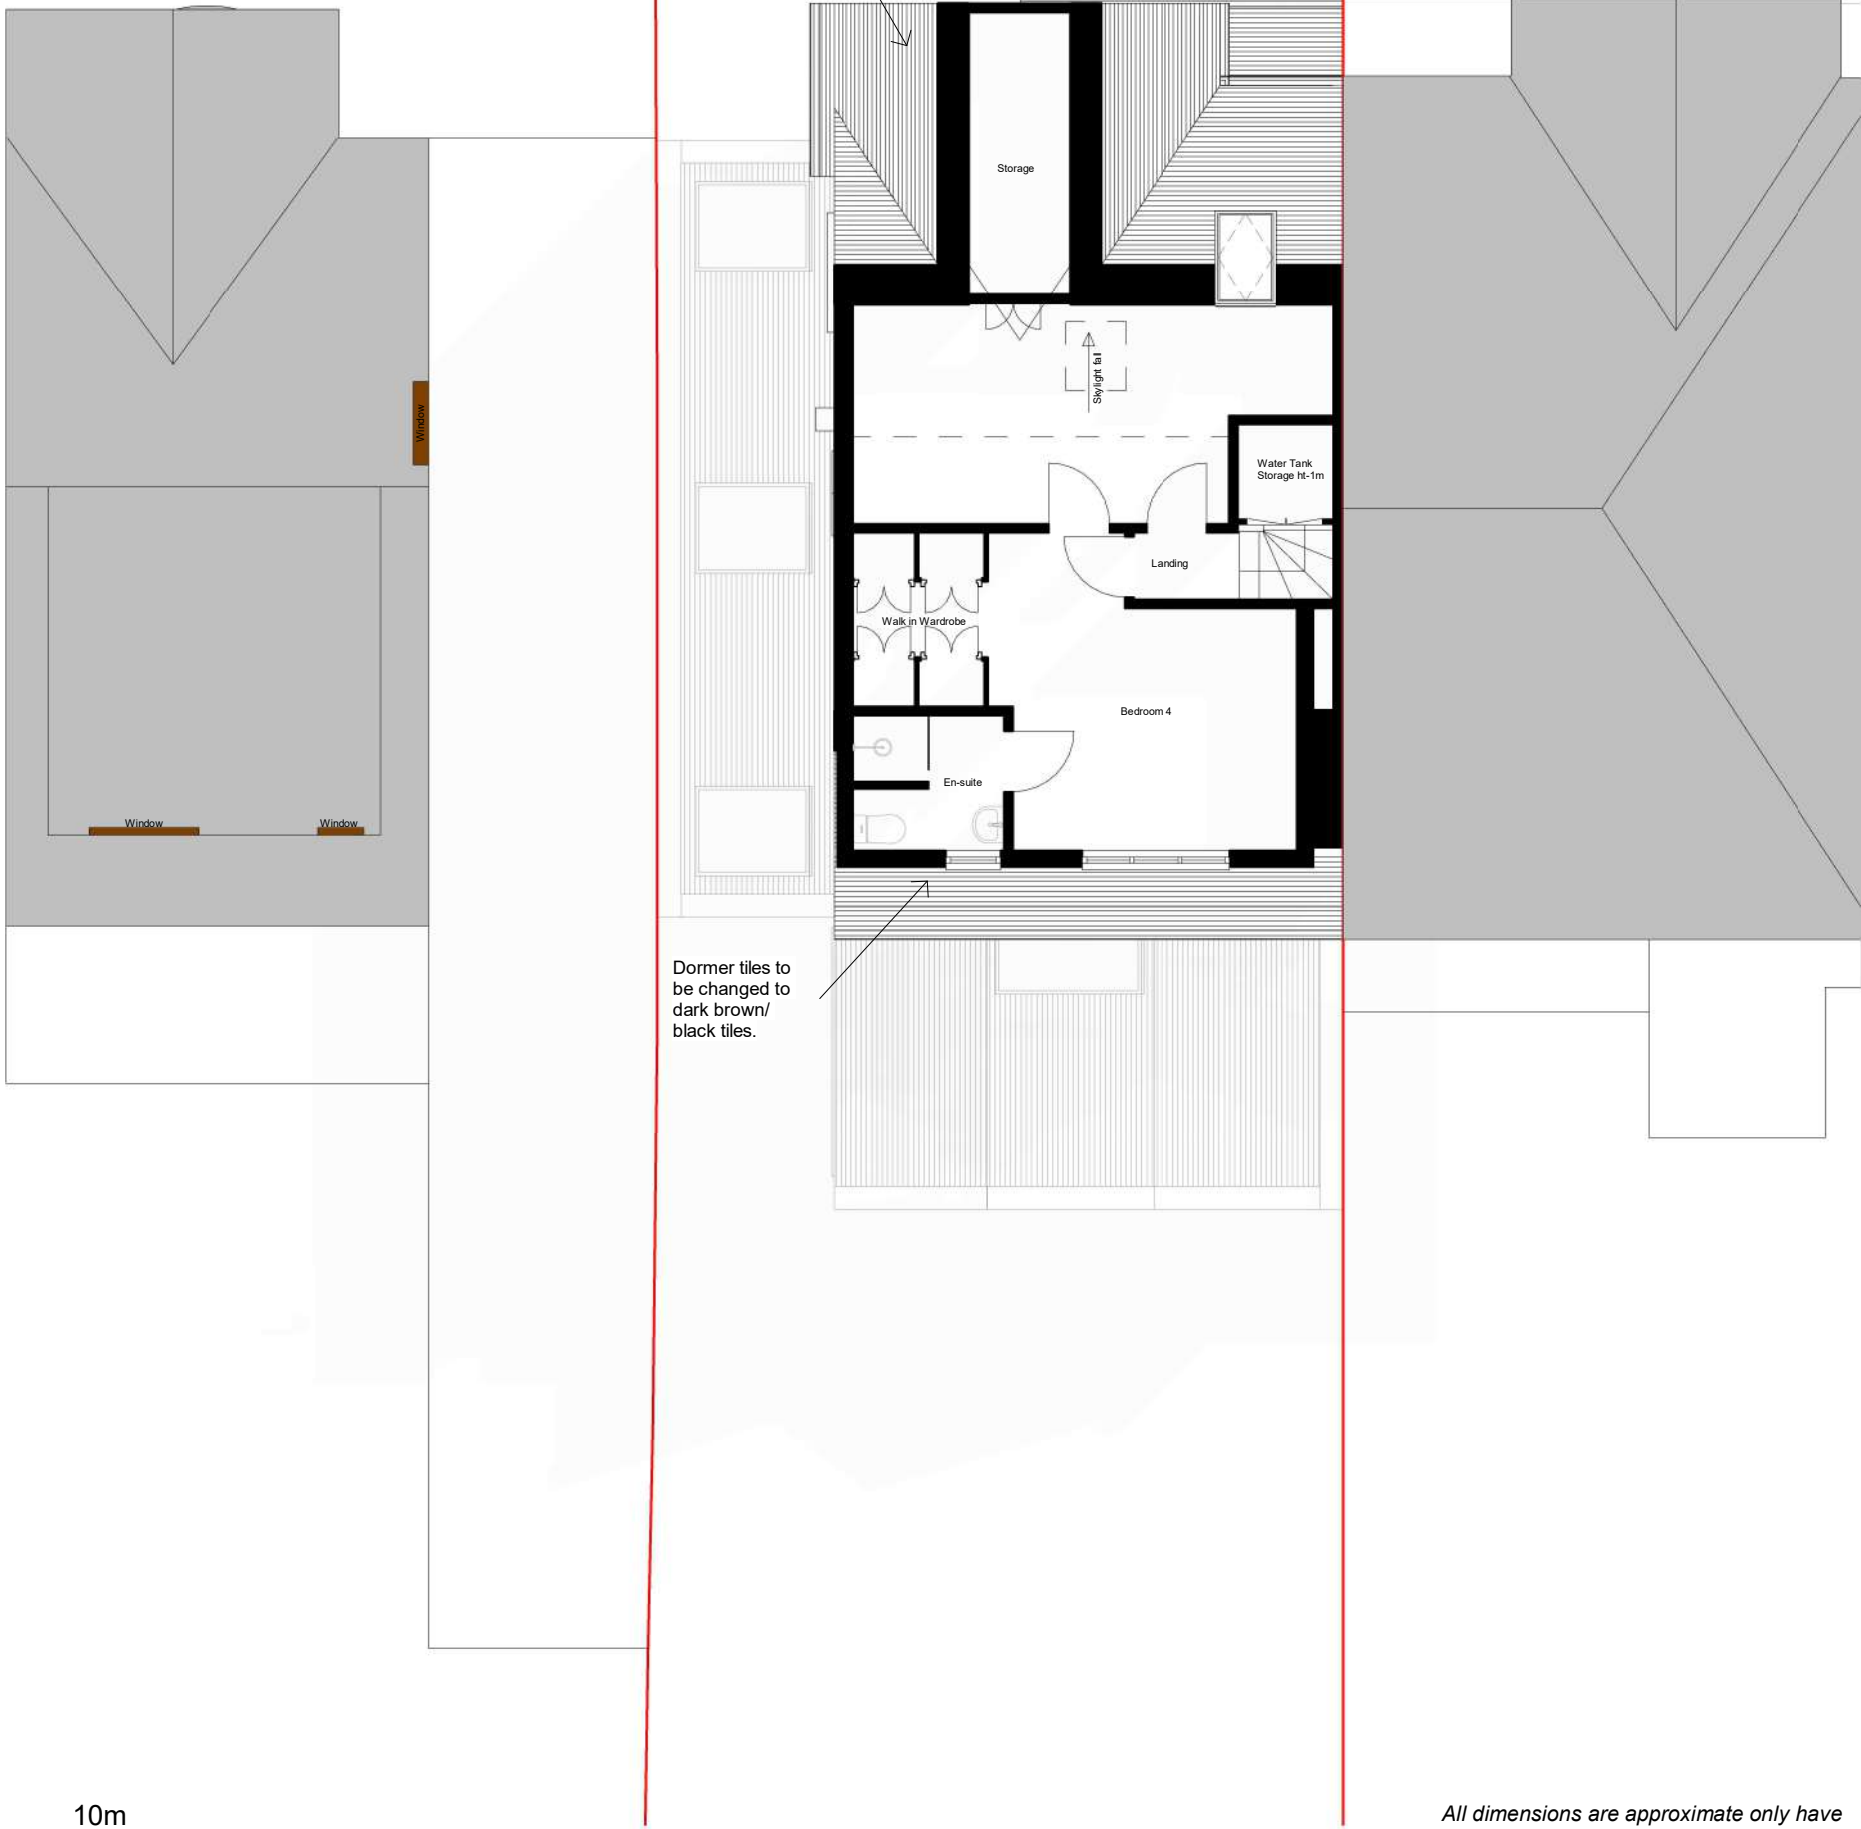 Storage
Skylight fall
Window
Water Tank
Storage ht-1m
Landing
Walk in Wardrobe
Bedroom 4
En-suite
Window
Window
Dormer tiles to
be changed to
dark brown/
black tiles.
10m
All dimensions are approximate only have